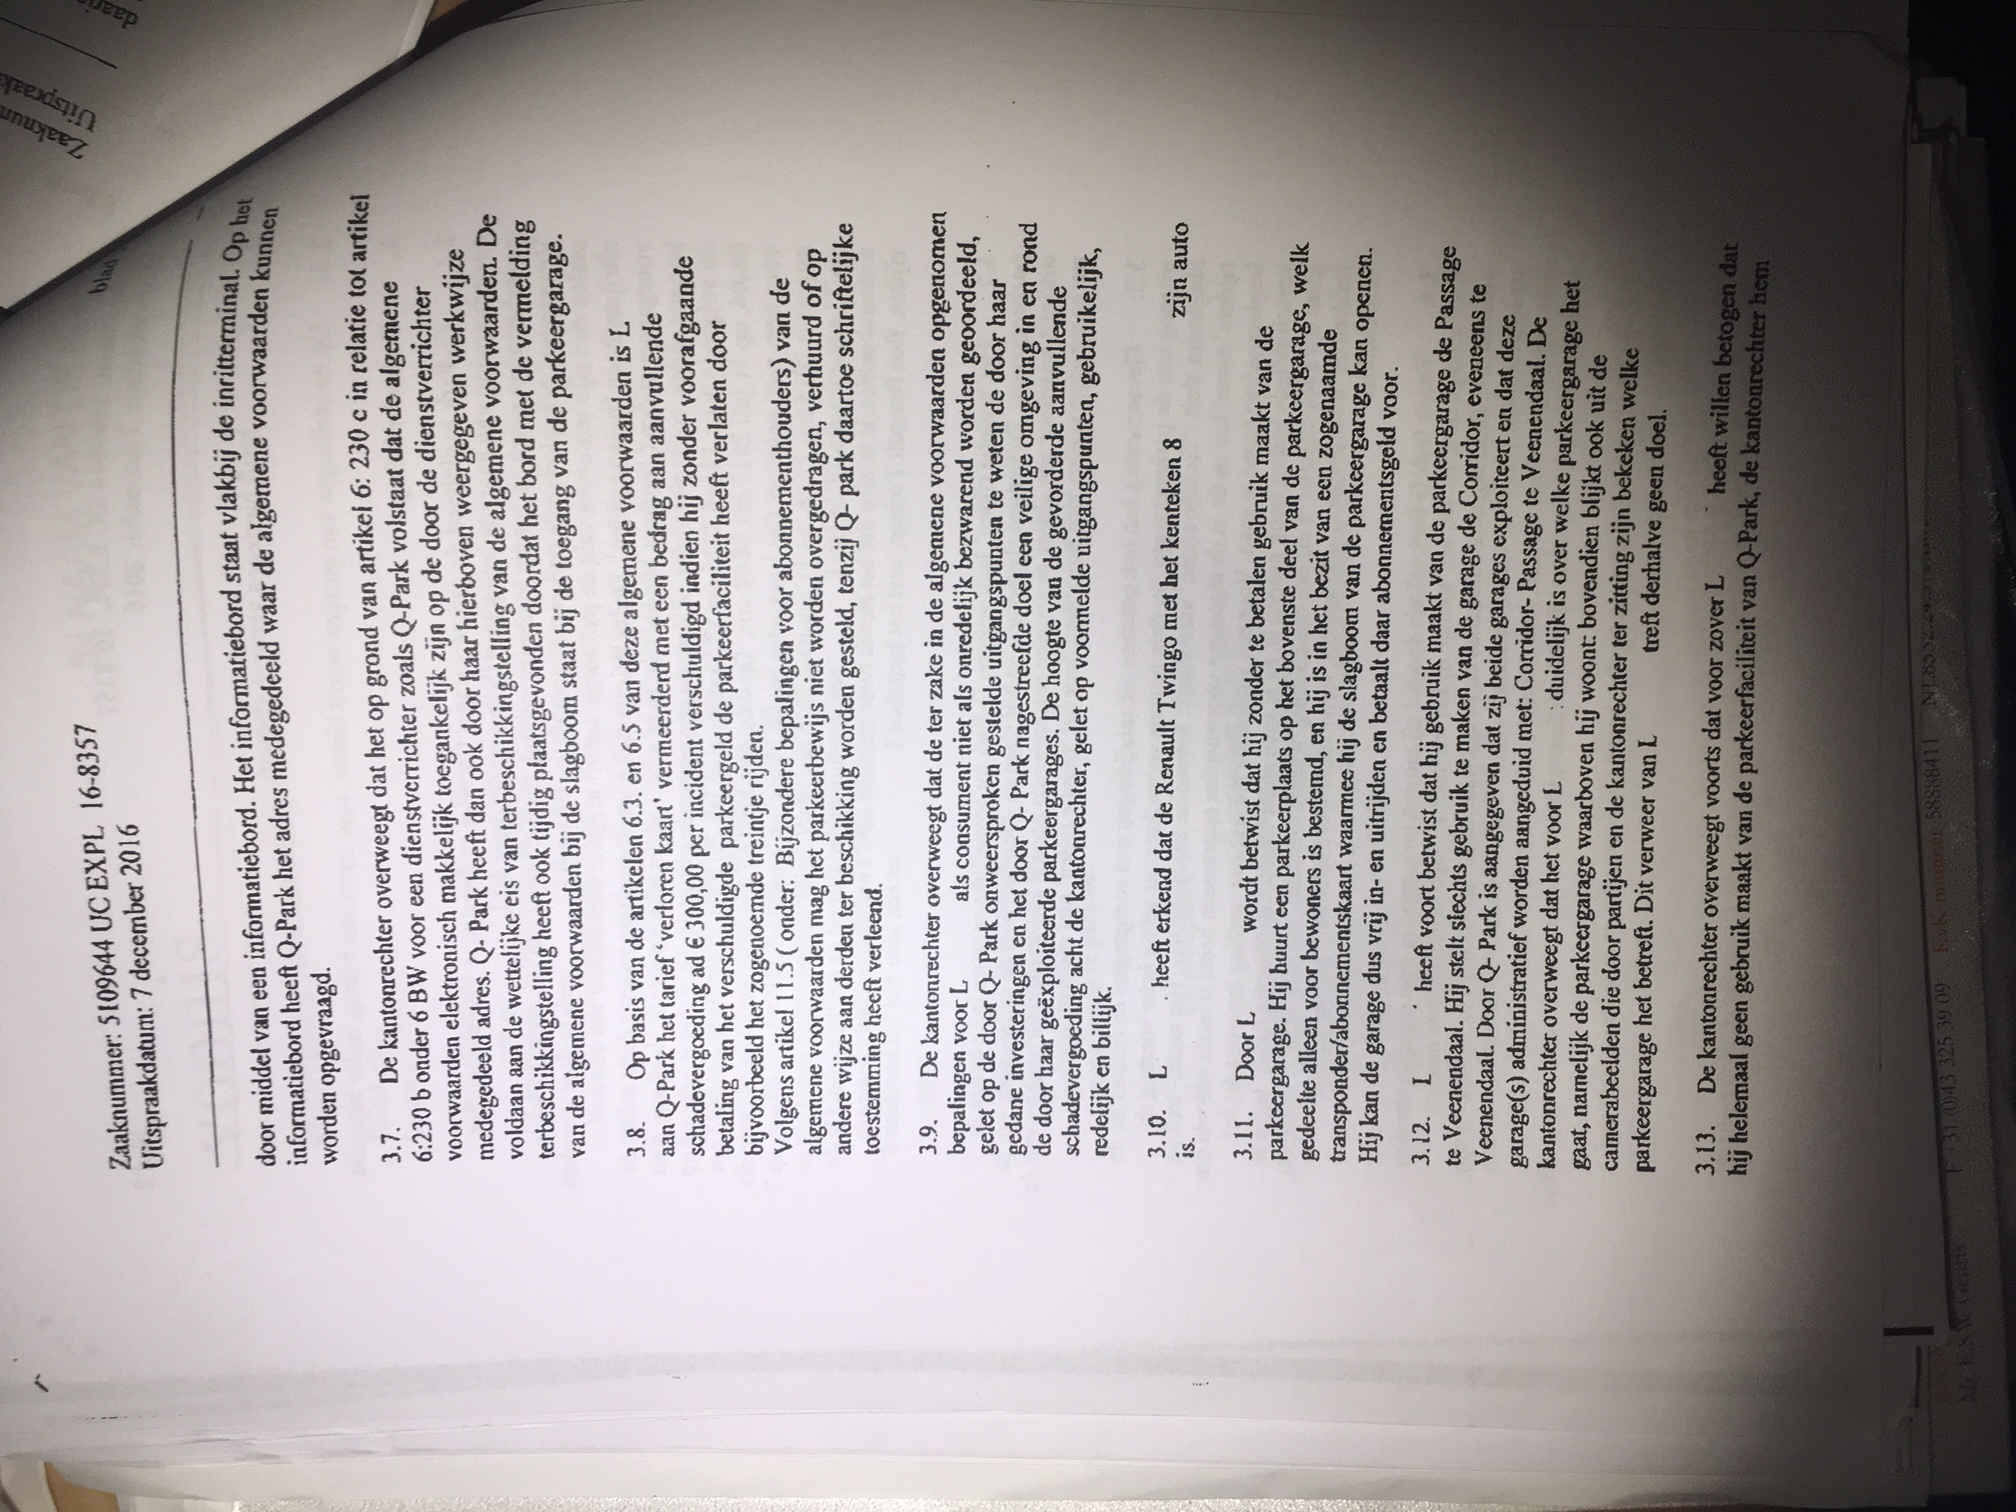 Zaaknummer: 5109644 UC EXPL 16-8357
Uitspraakdatum: 7 december 2016
blad
Zaaknum
Uitspraak
door middel van een informatiebord. Het informatiebord staat vlakbij de inritterminal. Op het
informatiebord heeft Q-Park het adres medegedeeld waar de algemene voorwaarden kunnen
worden opgevraagd.
3.7. De kantonrechter overweegt dat het op grond van artikel 6: 230 c in relatie tot artikel
6:230 b onder 6 BW voor een dienstverrichter zoals Q-Park volstaat dat de algemene
voorwaarden elektronisch makkelijk toegankelijk zijn op de door de dienstverrichter
medegedeeld adres. Q- Park heeft dan ook door haar hierboven weergegeven werkwijze
voldaan aan de wettelijke eis van terbeschikkingstelling van de algemene voorwaarden. De
terbeschikkingstelling heeft ook tijdig plaatsgevonden doordat het bord met de vermelding
van de algemene voorwaarden bij de slagboom staat bij de toegang van de parkeergarage.
3.8. Op basis van de artikelen 6.3. en 6.5 van deze algemene voorwaarden is L
aan Q-Park het tarief ‘verloren kaart’ vermeerderd met een bedrag aan aanvullende
schadevergoeding ad € 300,00 per incident verschuldigd indien hij zonder voorafgaande
betaling van het verschuldigde parkeergeld de parkeerfaciliteit heeft verlaten door
bijvoorbeeld het zogenoemde treintje rijden.
Volgens artikel 11.5 ( onder: Bijzondere bepalingen voor abonnementhouders) van de
algemene voorwaarden mag het parkeerbewijs niet worden overgedragen, verhuurd of op
andere wijze aan derden ter beschikking worden gesteld, tenzij Q- park daartoe schriftelijke
toestemming heeft verleend.
3.9. De kantonrechter overweegt dat de ter zake in de algemene voorwaarden opgenomen
bepalingen voor L als consument niet als onredelijk bezwarend worden geoordeeld,
gelet op de door Q- Park onweersproken gestelde uitgangspunten te weten de door haar
gedane investeringen en het door Q- Park nagestreefde doel een veilige omgeving in en rond
de door haar geëxploiteerde parkeergarages. De hoogte van de gevorderde aanvullende
schadevergoeding acht de kantonrechter, gelet op voormelde uitgangspunten, gebruikelijk,
redelijk en billijk.
3.10. L . heeft erkend dat de Renault Twingo met het kenteken 8 zijn auto
is.
3.11. Door L wordt betwist dat hij zonder te betalen gebruik maakt van de
parkeergarage. Hij huurt een parkeerplaats op het bovenste deel van de parkeergarage, welk
gedeelte alleen voor bewoners is bestemd, en hij is in het bezit van een zogenaamde
transponder/abonnementskaart waarmee hij de slagboom van de parkeergarage kan openen.
Hij kan de garage dus vrij in- en uitrijden en betaalt daar abonnementsgeld voor.
3.12. L heeft voort betwist dat hij gebruik maakt van de parkeergarage de Passage
te Veenendaal. Hij stelt slechts gebruik te maken van de garage de Corridor, eveneens te
Veenendaal. Door Q- Park is aangegeven dat zij beide garages exploiteert en dat deze
garage(s) administratief worden aangeduid met: Corridor- Passage te Veenendaal. De
kantonrechter overweegt dat het voor L : duidelijk is over welke parkeergarage het
gaat, namelijk de parkeergarage waarboven hij woont: bovendien blijkt ook uit de
camerabeelden die door partijen en de kantonrechter ter zitting zijn bekeken welke
parkeergarage het betreft. Dit verweer van L treft derhalve geen doel.
3.13. De kantonrechter overweegt voorts dat voor zover L heeft willen betogen dat
hij helemaal geen gebruik maakt van de parkeerfaciliteit van Q-Park, de kantonrechter hem
F +31 (0)43 325 39 09 KvK-nummer 58888411